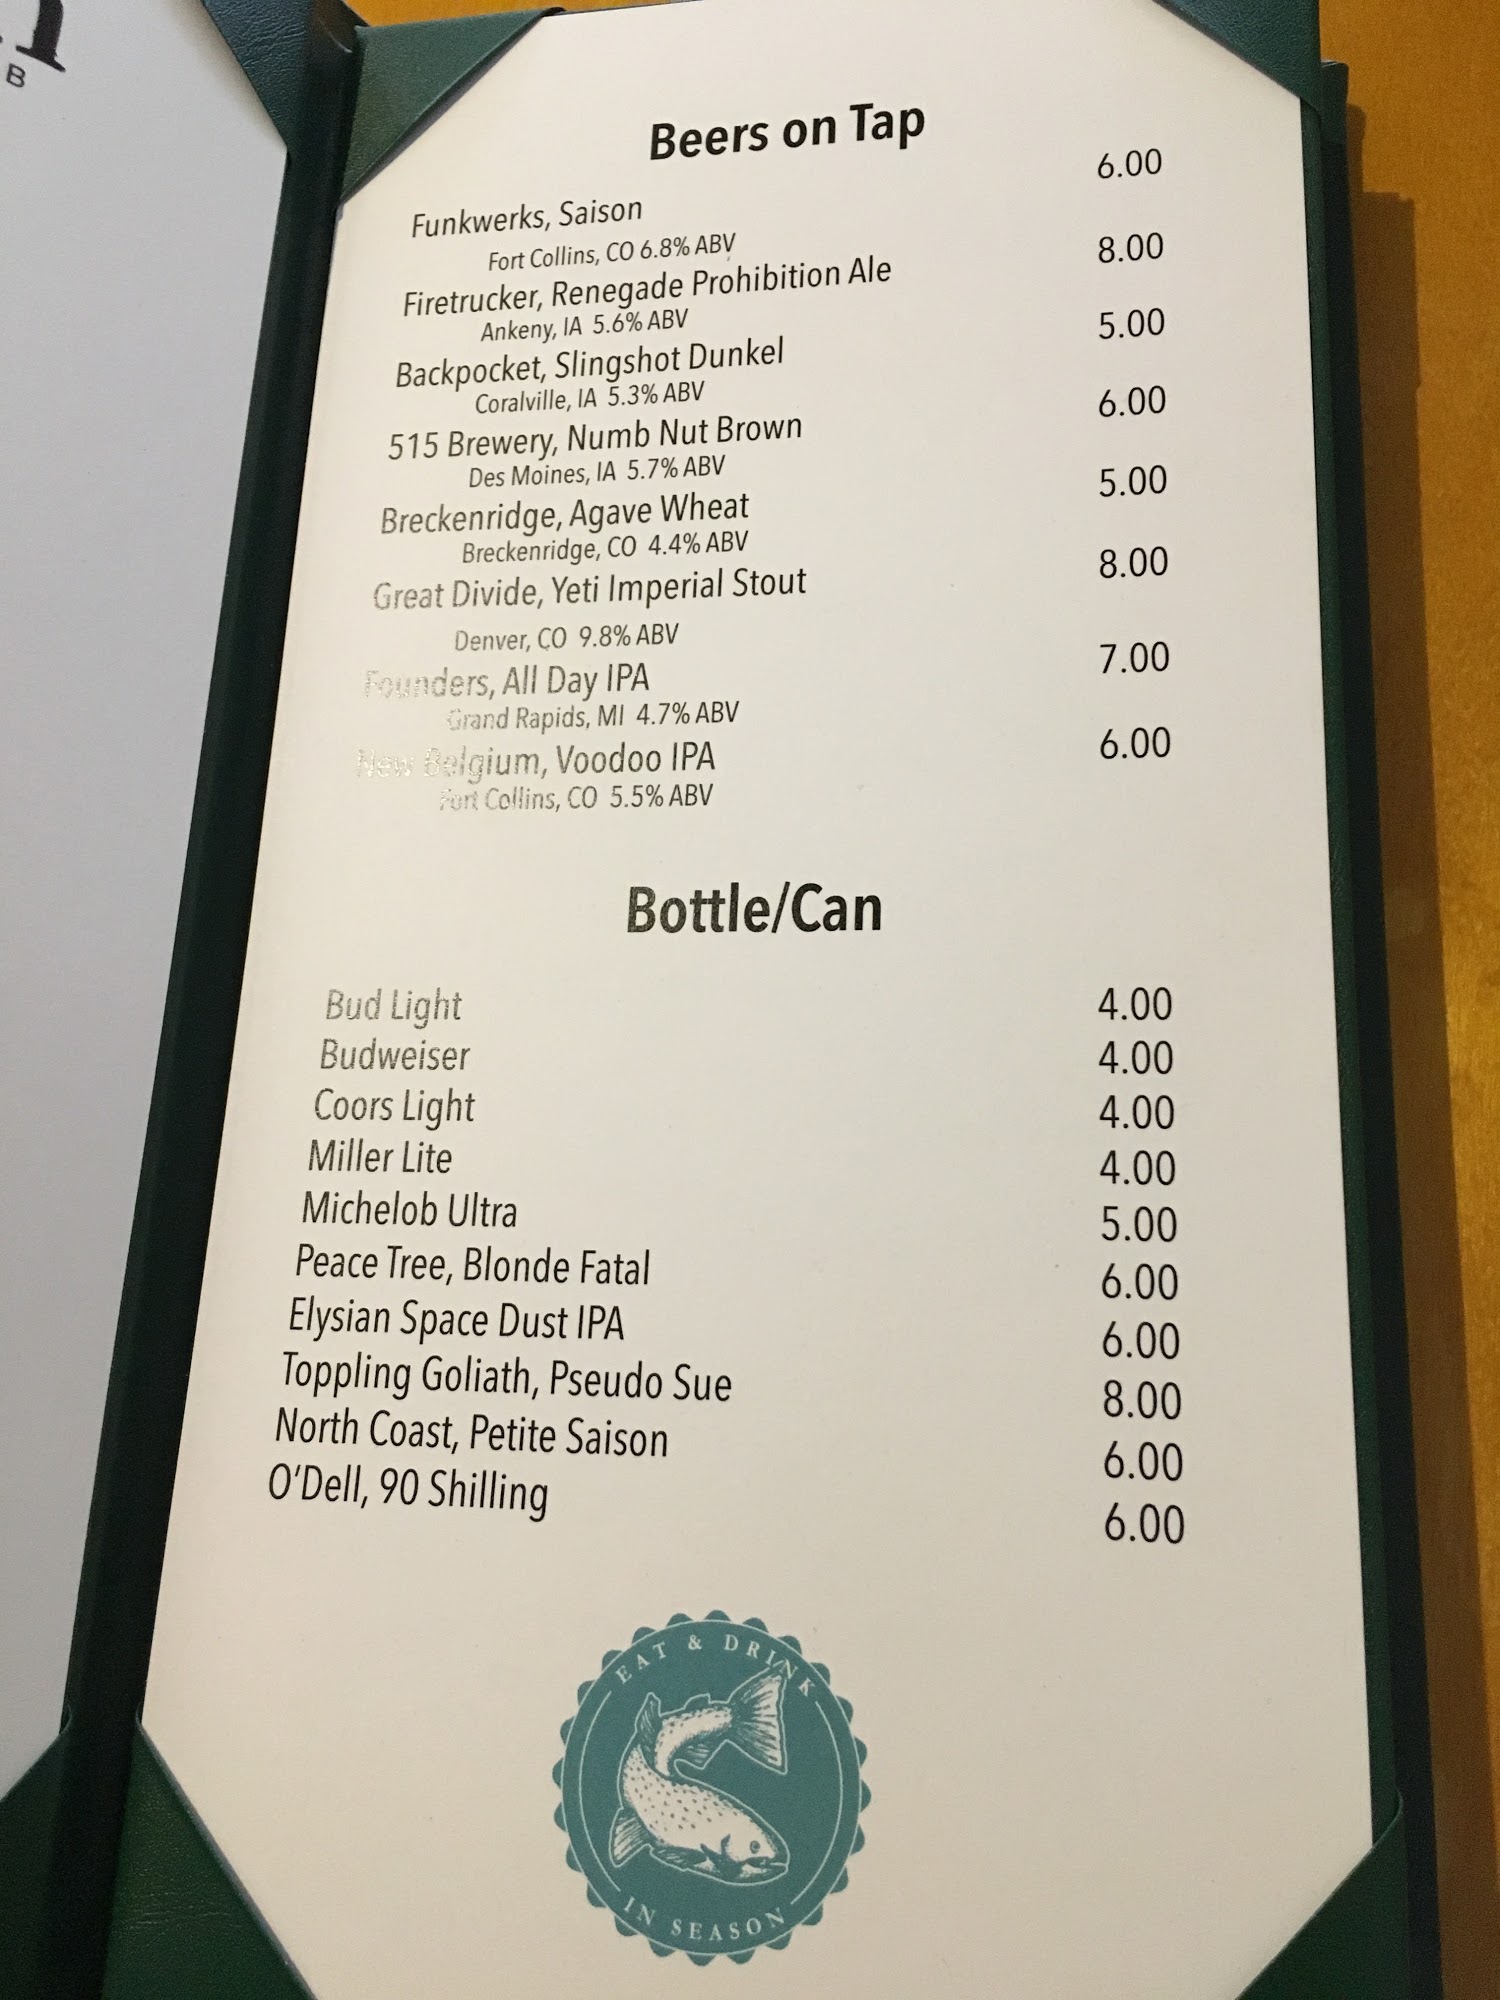 B
Beers on Tap
Funkwerks, Saison 6.00
Fort Collins, CO 6.8% ABV
Firetrucker, Renegade Prohibition Ale 8.00
Ankeny, IA 5.6% ABV
Backpocket, Slingshot Dunkel 5.00
Coralville, IA 5.3% ABV
515 Brewery, Numb Nut Brown 6.00
Des Moines, IA 5.7% ABV
Breckenridge, Agave Wheat 5.00
Breckenridge, CO 4.4% ABV
Great Divide, Yeti Imperial Stout 8.00
Denver, CO 9.8% ABV
Founders, All Day IPA 7.00
Grand Rapids, MI 4.7% ABV
New Belgium, Voodoo IPA 6.00
Fort Collins, CO 5.5% ABV
Bottle/Can
Bud Light 4.00
Budweiser 4.00
Coors Light 4.00
Miller Lite 4.00
Michelob Ultra 5.00
Peace Tree, Blonde Fatal 6.00
Elysian Space Dust IPA 6.00
Toppling Goliath, Pseudo Sue 8.00
North Coast, Petite Saison 6.00
O'Dell, 90 Shilling 6.00
EAT & DRINK
IN SEASON